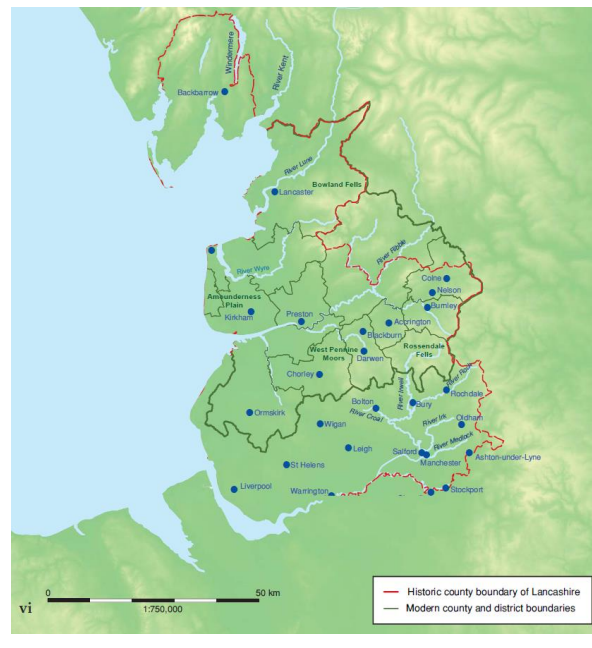 Windermere
River Kent
Backbarrow
River Lune
Bowland Fells
Lancaster
River Ribble
River Wyre
Colne
Nelson
Amounderness
Plain
Burnley
Kirkham
Preston
Accrington
Blackburn
West Pennine
Moors
Rossendale
Fells
Darwen
Chorley
River Roch
Rochdale
River Irwell
Bolton
Bury
Ormskirk
River Croal
Oldham
River Irk
Wigan
River Medlock
Leigh
Salford
Ashton-under-Lyne
Manchester
St Helens
Liverpool
Warrington
Stockport
0
50 km
vi
1:750,000
Historic county boundary of Lancashire
Modern county and district boundaries